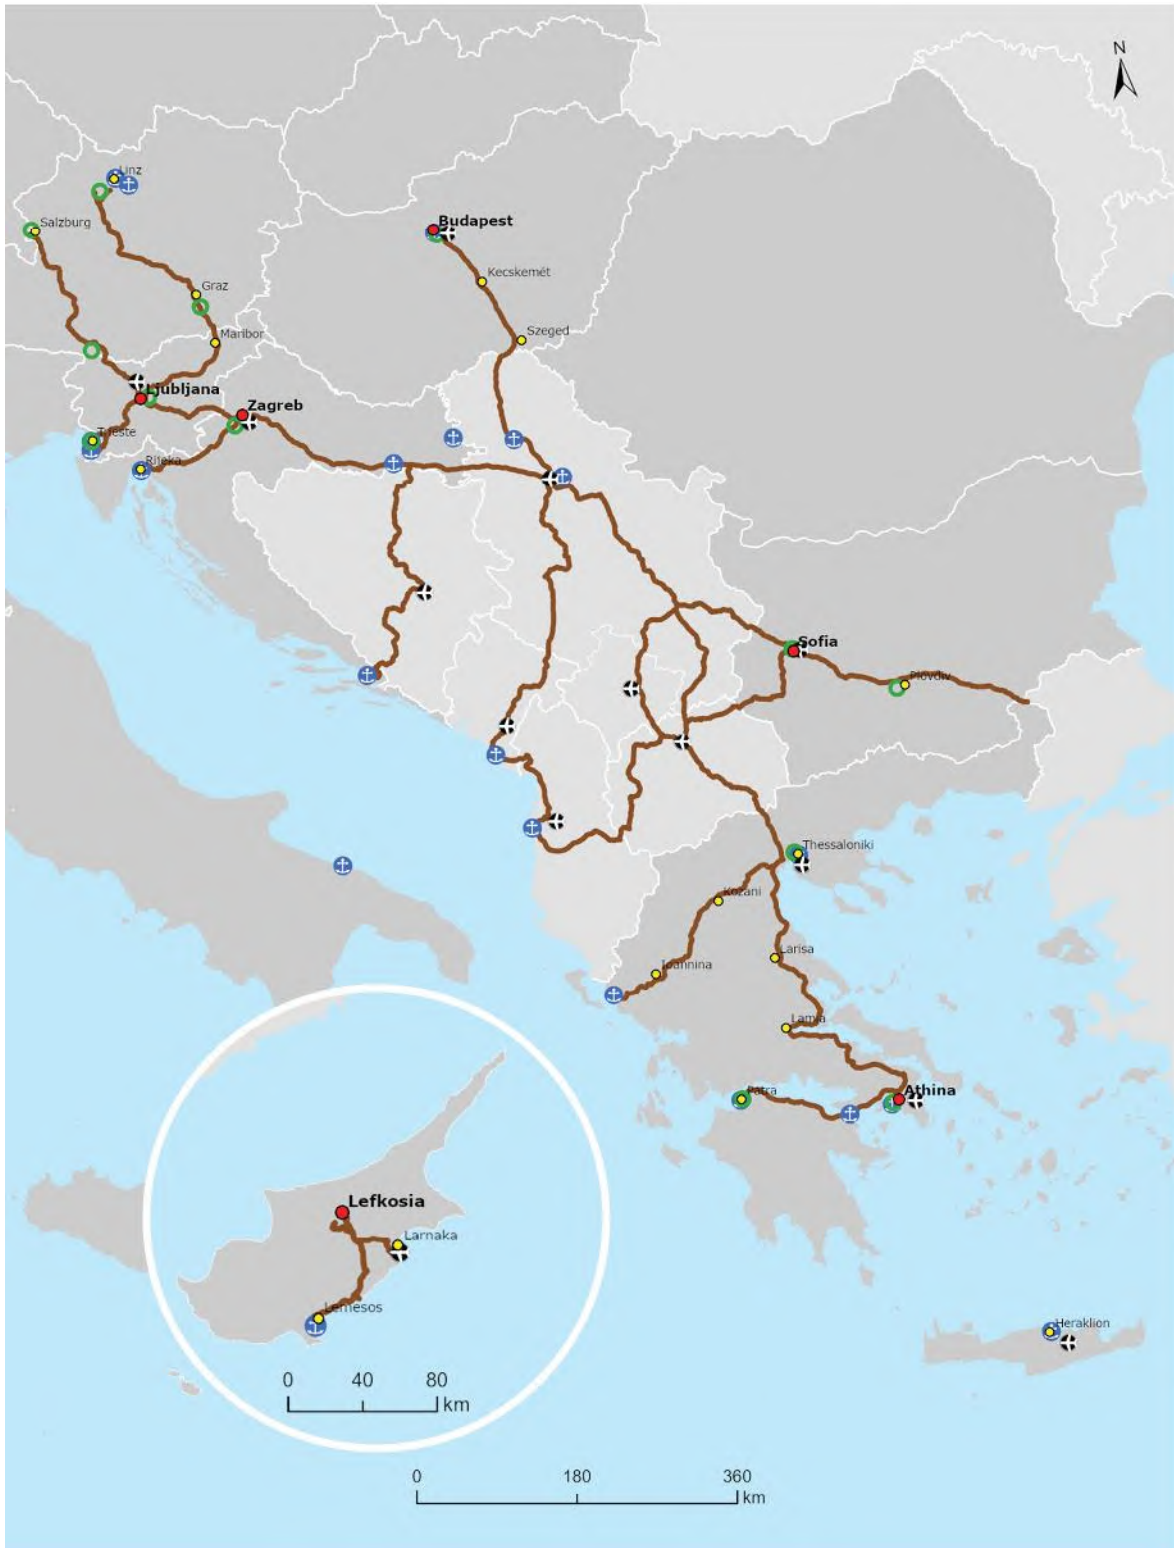 N
Linz
Salzburg
Budapest
Kecskemét
Graz
Szeged
Maribor
Ljubljana
Zagreb
Trieste
Rijeka
Sofia
Plovdiv
Thessaloniki
Kozani
Larisa
Ioannina
Lamia
Patra
Athina
Lefkosia
Larnaka
Lemesos
Heraklion
0 40 80
km
0 180 360
km